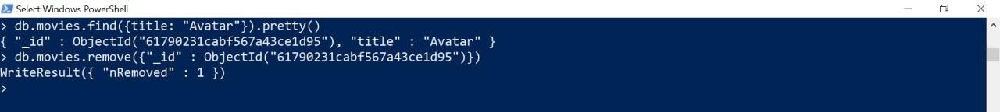 Select Windows PowerShell
> db.movies.find({title: "Avatar"}).pretty()
{ "_id" : ObjectId("61790231cabf567a43ce1d95"), "title" : "Avatar" }
> db.movies.remove({"_id" : ObjectId("61790231cabf567a43ce1d95")})
WriteResult({ "nRemoved" : 1 })
>